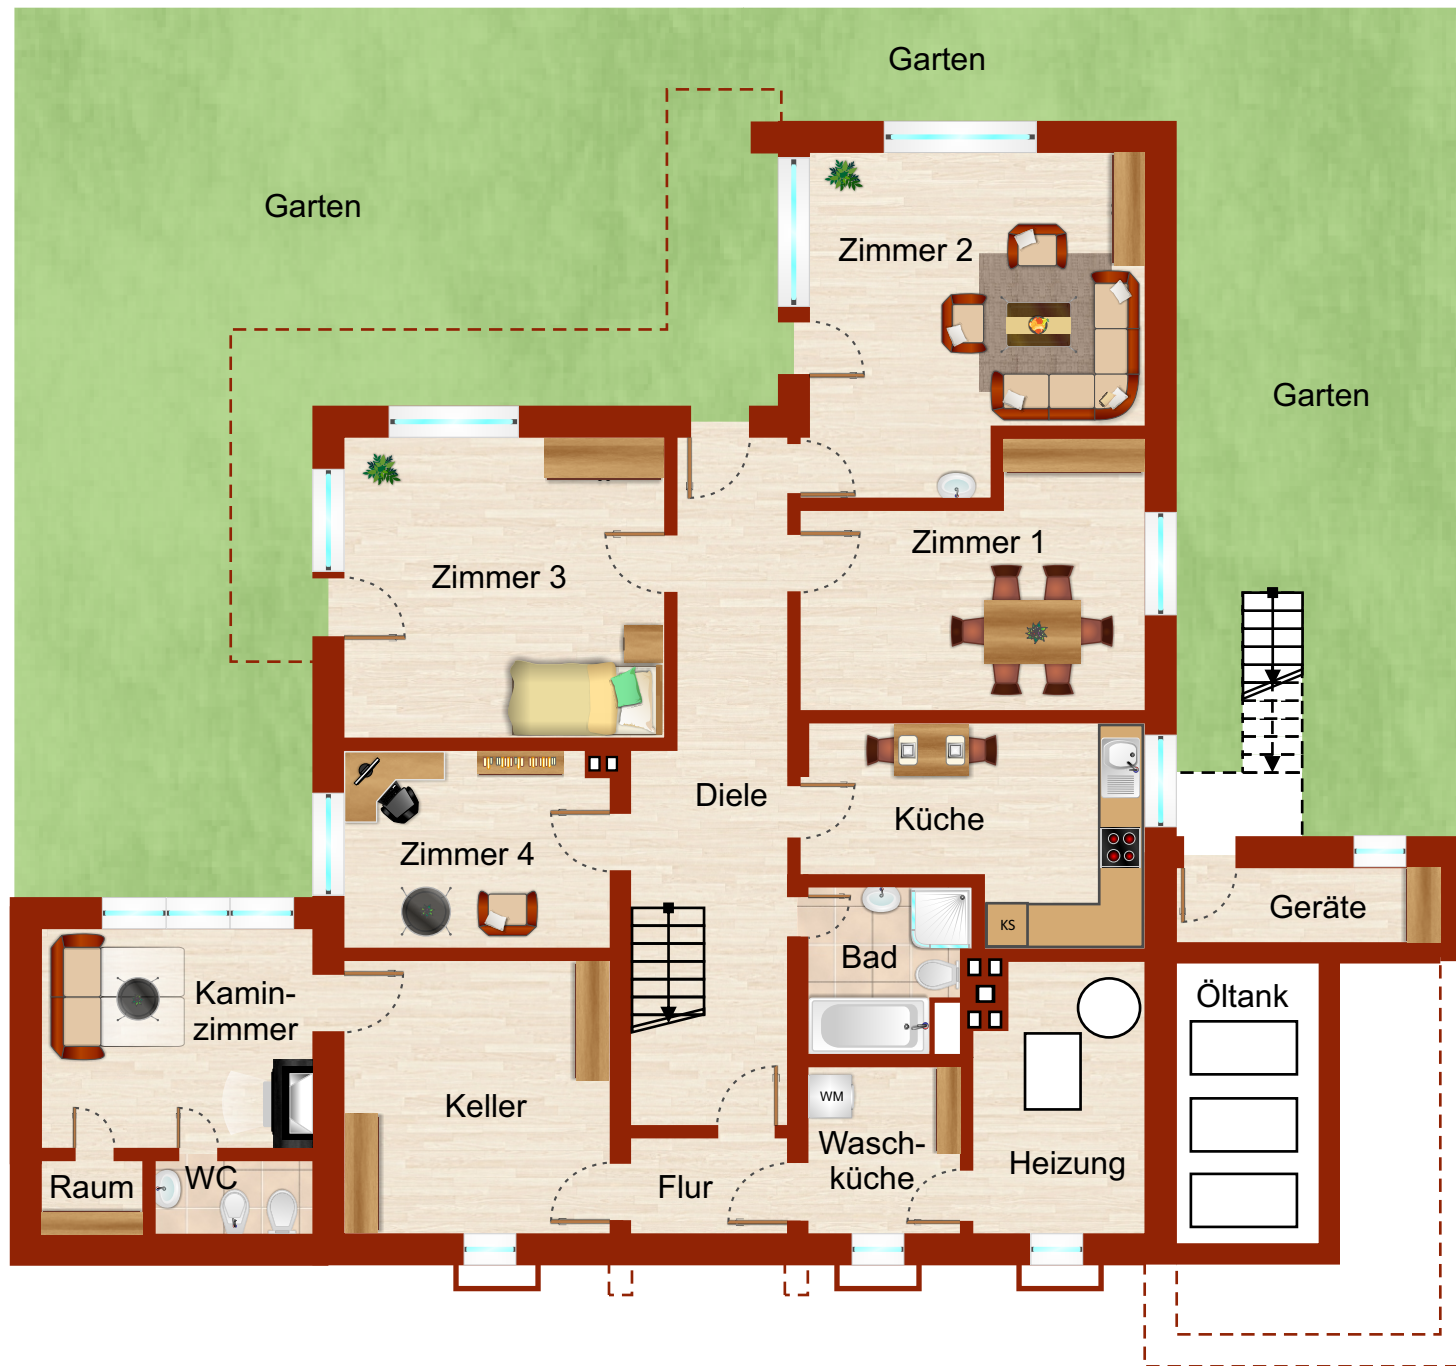 Garten
Garten
Zimmer 2
Garten
Zimmer 1
Zimmer 3
Diele
Küche
Zimmer 4
Geräte
KS
Bad
Kamin-
zimmer
Öltank
WM
Keller
Wasch-
küche
Heizung
Raum
WC
Flur